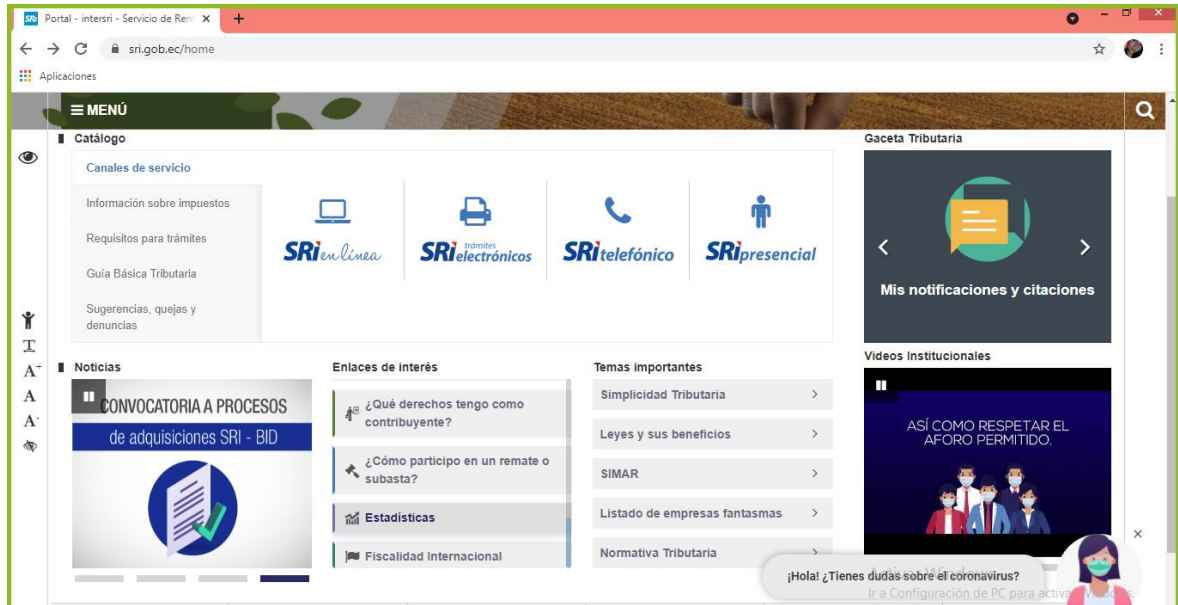 SRi Portal - intersri - Servicio de Rent
sri.gob.ec/home
Aplicaciones
MENÚ
Catálogo
Canales de servicio
Información sobre impuestos
Requisitos para trámites
Guía Básica Tributaria
Sugerencias, quejas y
denuncias
SRi en línea
SRi trámites electrónicos
SRi telefónico
SRi presencial
Gaceta Tributaria
Mis notificaciones y citaciones
Noticias
CONVOCATORIA A PROCESOS
de adquisiciones SRI - BID
Enlaces de interés
¿Qué derechos tengo como
contribuyente?
¿Cómo participo en un remate o
subasta?
Estadísticas
Fiscalidad Internacional
Temas importantes
Simplicidad Tributaria
Leyes y sus beneficios
SIMAR
Listado de empresas fantasmas
Normativa Tributaria
Videos Institucionales
ASÍ COMO RESPETAR EL
AFORO PERMITIDO.
T
A+
A
A-
¡Hola! ¿Tienes dudas sobre el coronavirus?
Activar Windows
Ir a Configuración de PC para activar Windows.